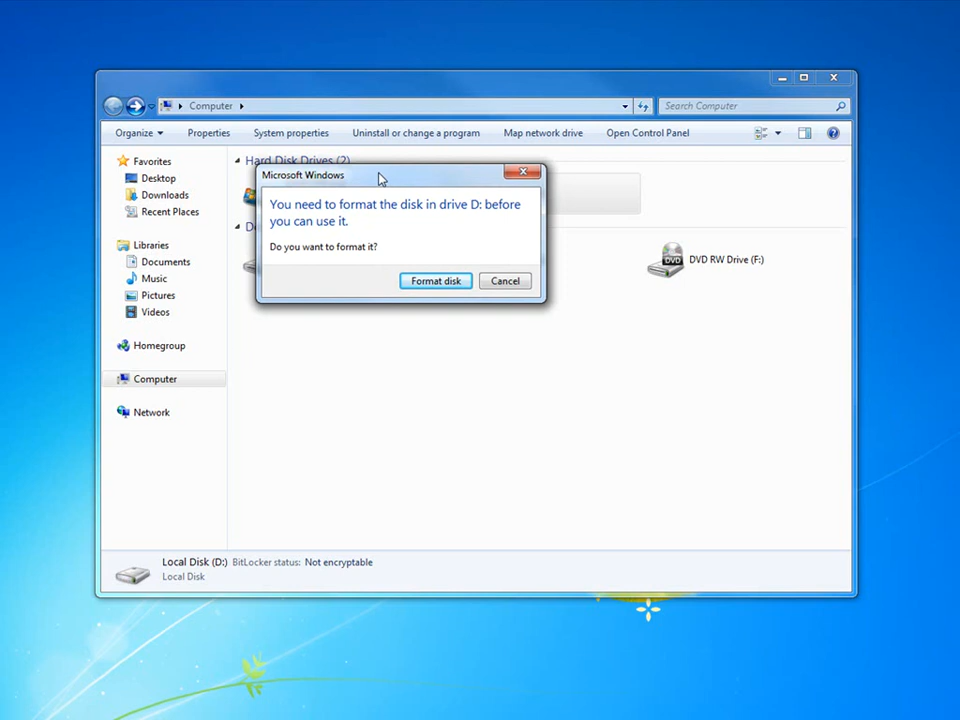 Computer
Search Computer
Organize Properties System properties Uninstall or change a program Map network drive Open Control Panel
Favorites
Desktop
Downloads
Recent Places
Libraries
Documents
Music
Pictures
Videos
Homegroup
Computer
Network
Hard Disk Drives (2)
Microsoft Windows
You need to format the disk in drive D: before
you can use it.
Do you want to format it?
Format disk Cancel
DVD
DVD RW Drive (F:)
Local Disk (D:) BitLocker status: Not encryptable
Local Disk